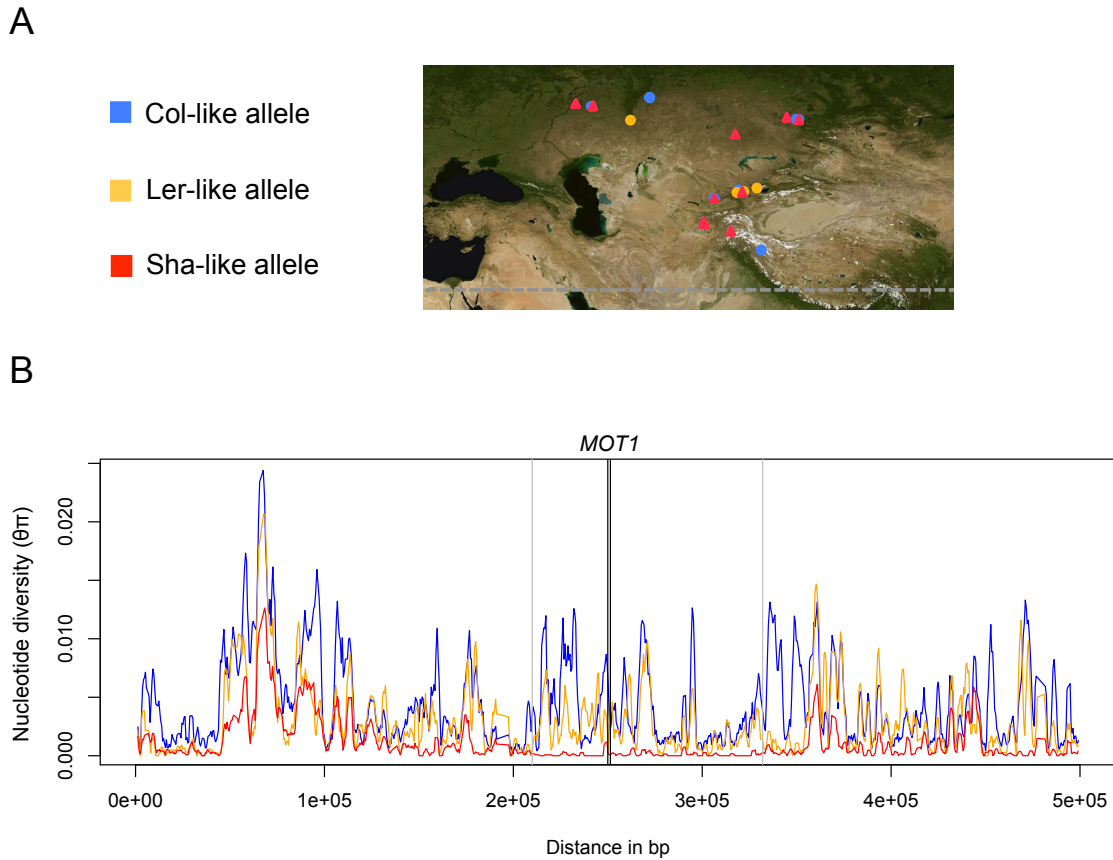 A
Col-like allele
Ler-like allele
Sha-like allele
B
MOT1
Nucleotide diversity (θπ)
0.020
0.010
0.000
0e+00 1e+05 2e+05 3e+05 4e+05 5e+05
Distance in bp